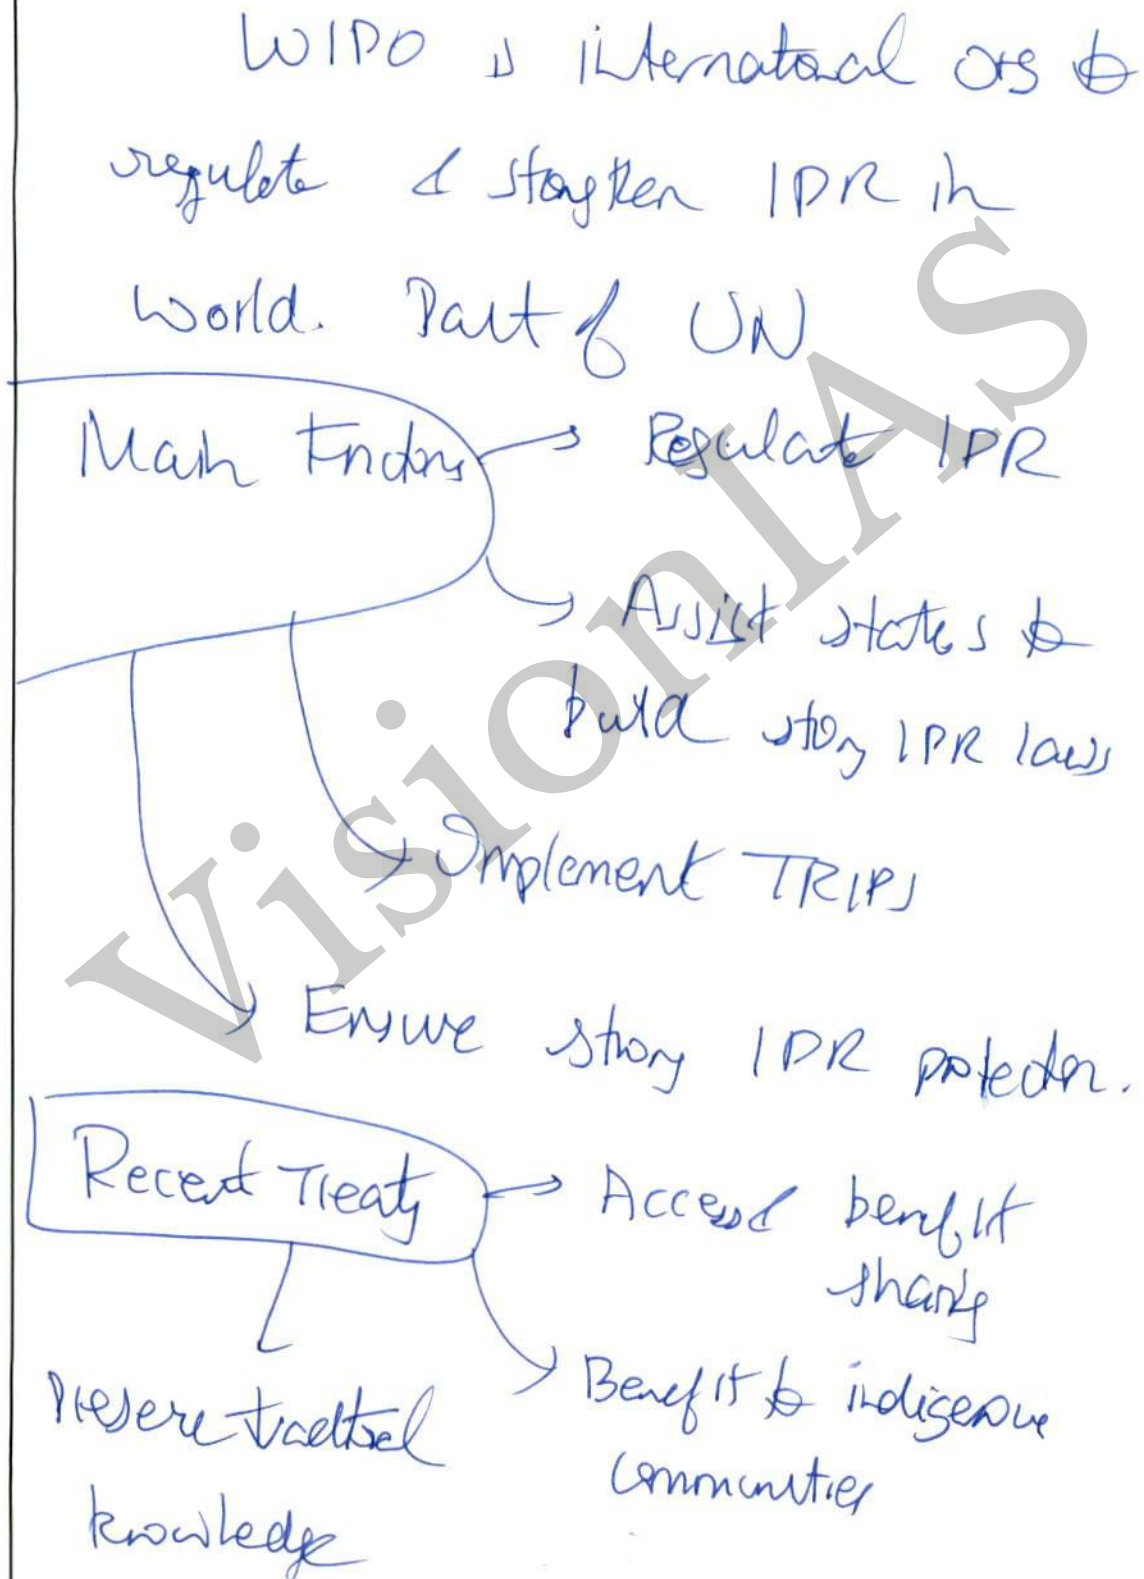 WIPO is international org to
regulate & strengthen IPR in
world. Part of UN
Main Functions → Regulate IPR
→ Assist states to
build strong IPR laws
→ Implement TRIPS
→ Ensure strong IPR protection.
Recent Treaty → Access & benefit
sharing
→ Benefit to indigenous
communities
Preserve traditional
knowledge
VisionIAS